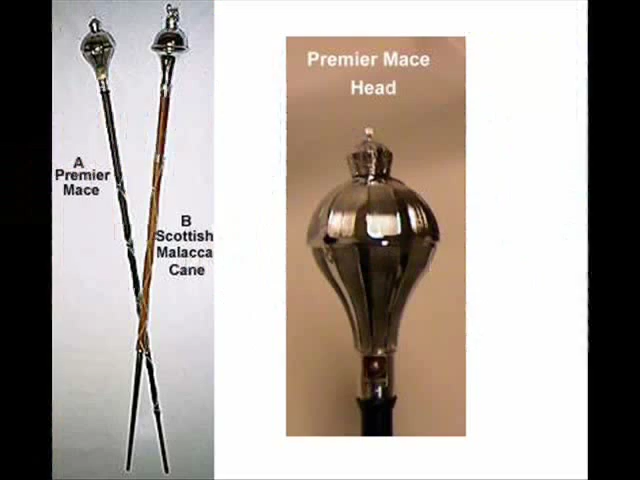 A
Premier
Mace
B
Scottish
Malacca
Cane
Premier Mace
Head